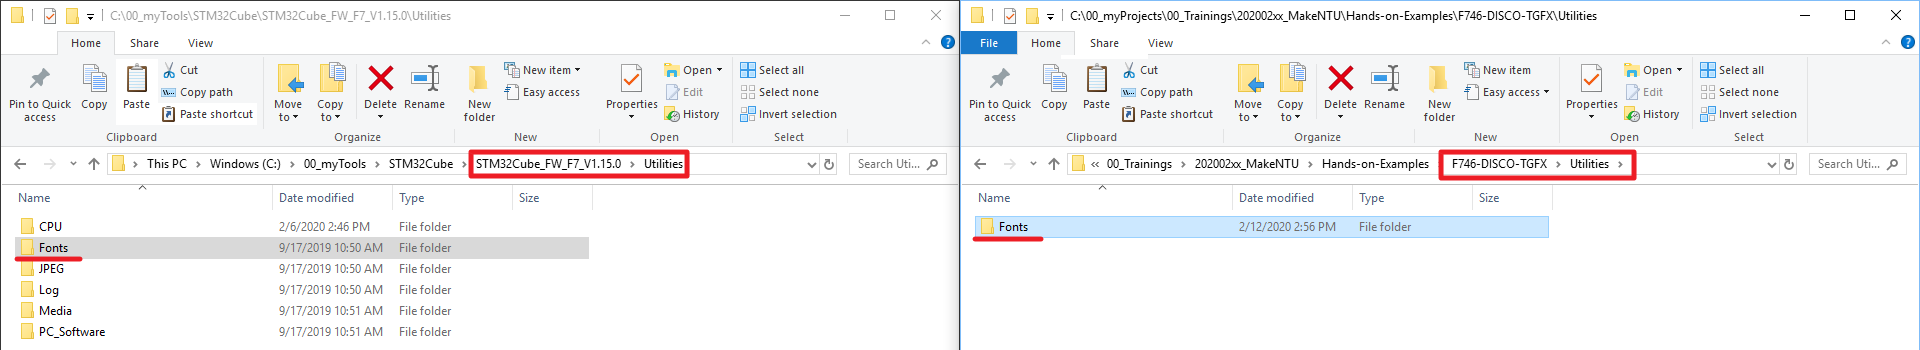 C:\00_myTools\STM32Cube\STM32Cube_FW_F7_V1.15.0\Utilities
Home Share View
Pin to Quick access
Copy
Paste
Cut
Copy path
Paste shortcut
Clipboard
Move to
Copy to
Delete
Rename
Organize
New folder
New item
Easy access
New
Properties
Open
Edit
History
Open
Select all
Select none
Invert selection
Select
This PC > Windows (C:) > 00_myTools > STM32Cube > STM32Cube_FW_F7_V1.15.0 > Utilities
Search Uti...
Name Date modified Type Size
CPU 2/6/2020 2:46 PM File folder
Fonts 9/17/2019 10:50 AM File folder
JPEG 9/17/2019 10:50 AM File folder
Log 9/17/2019 10:50 AM File folder
Media 9/17/2019 10:51 AM File folder
PC_Software 9/17/2019 10:51 AM File folder
C:\00_myProjects\00_Trainings\202002xx_MakeNTU\Hands-on-Examples\F746-DISCO-TGFX\Utilities
File Home Share View
Pin to Quick access
Copy
Paste
Cut
Copy path
Paste shortcut
Clipboard
Move to
Copy to
Delete
Rename
Organize
New folder
New item
Easy access
New
Properties
Open
Edit
History
Open
Select all
Select none
Invert selection
Select
« 00_Trainings > 202002xx_MakeNTU > Hands-on-Examples > F746-DISCO-TGFX > Utilities >
Search Uti...
Name Date modified Type Size
Fonts 2/12/2020 2:56 PM File folder